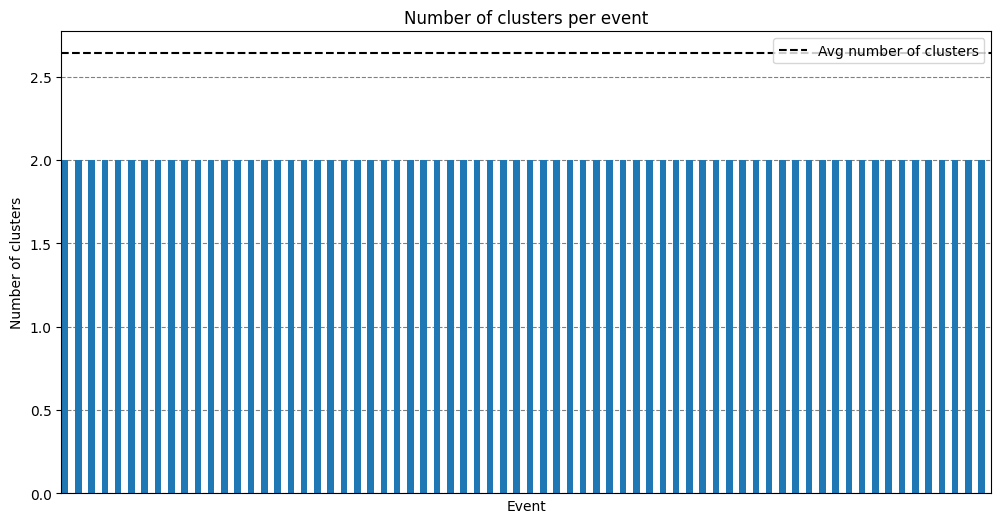 Number of clusters per event
Avg number of clusters
Number of clusters
2.5
2.0
1.5
1.0
0.5
0.0
Event